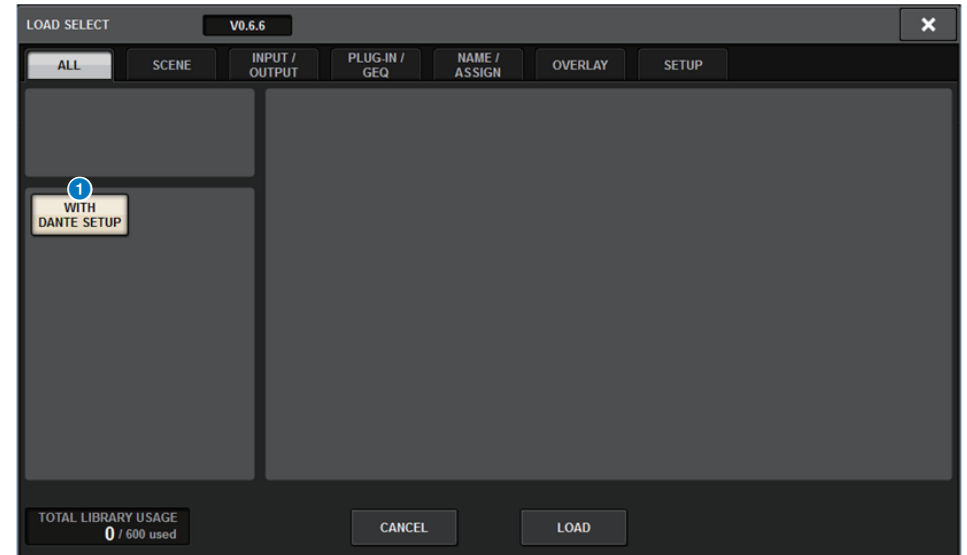 LOAD SELECT
V0.6.6
×
ALL
SCENE
INPUT /
OUTPUT
PLUG-IN /
GEQ
NAME /
ASSIGN
OVERLAY
SETUP
1
WITH
DANTE SETUP
TOTAL LIBRARY USAGE
0 / 600 used
CANCEL
LOAD